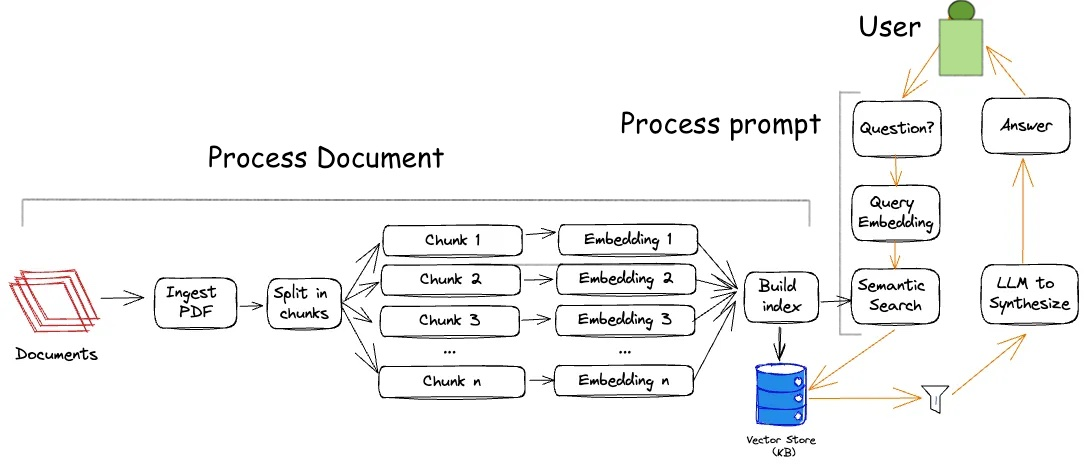 User
Process prompt
Process Document
Question?
Answer
Query
Embedding
Chunk 1
Embedding 1
Chunk 2
Embedding 2
Chunk 3
Embedding 3
...
...
Chunk n
Embedding n
Ingest
PDF
Split in
chunks
Build
index
Semantic
Search
LLM to
Synthesize
Documents
Vector Store
(KB)